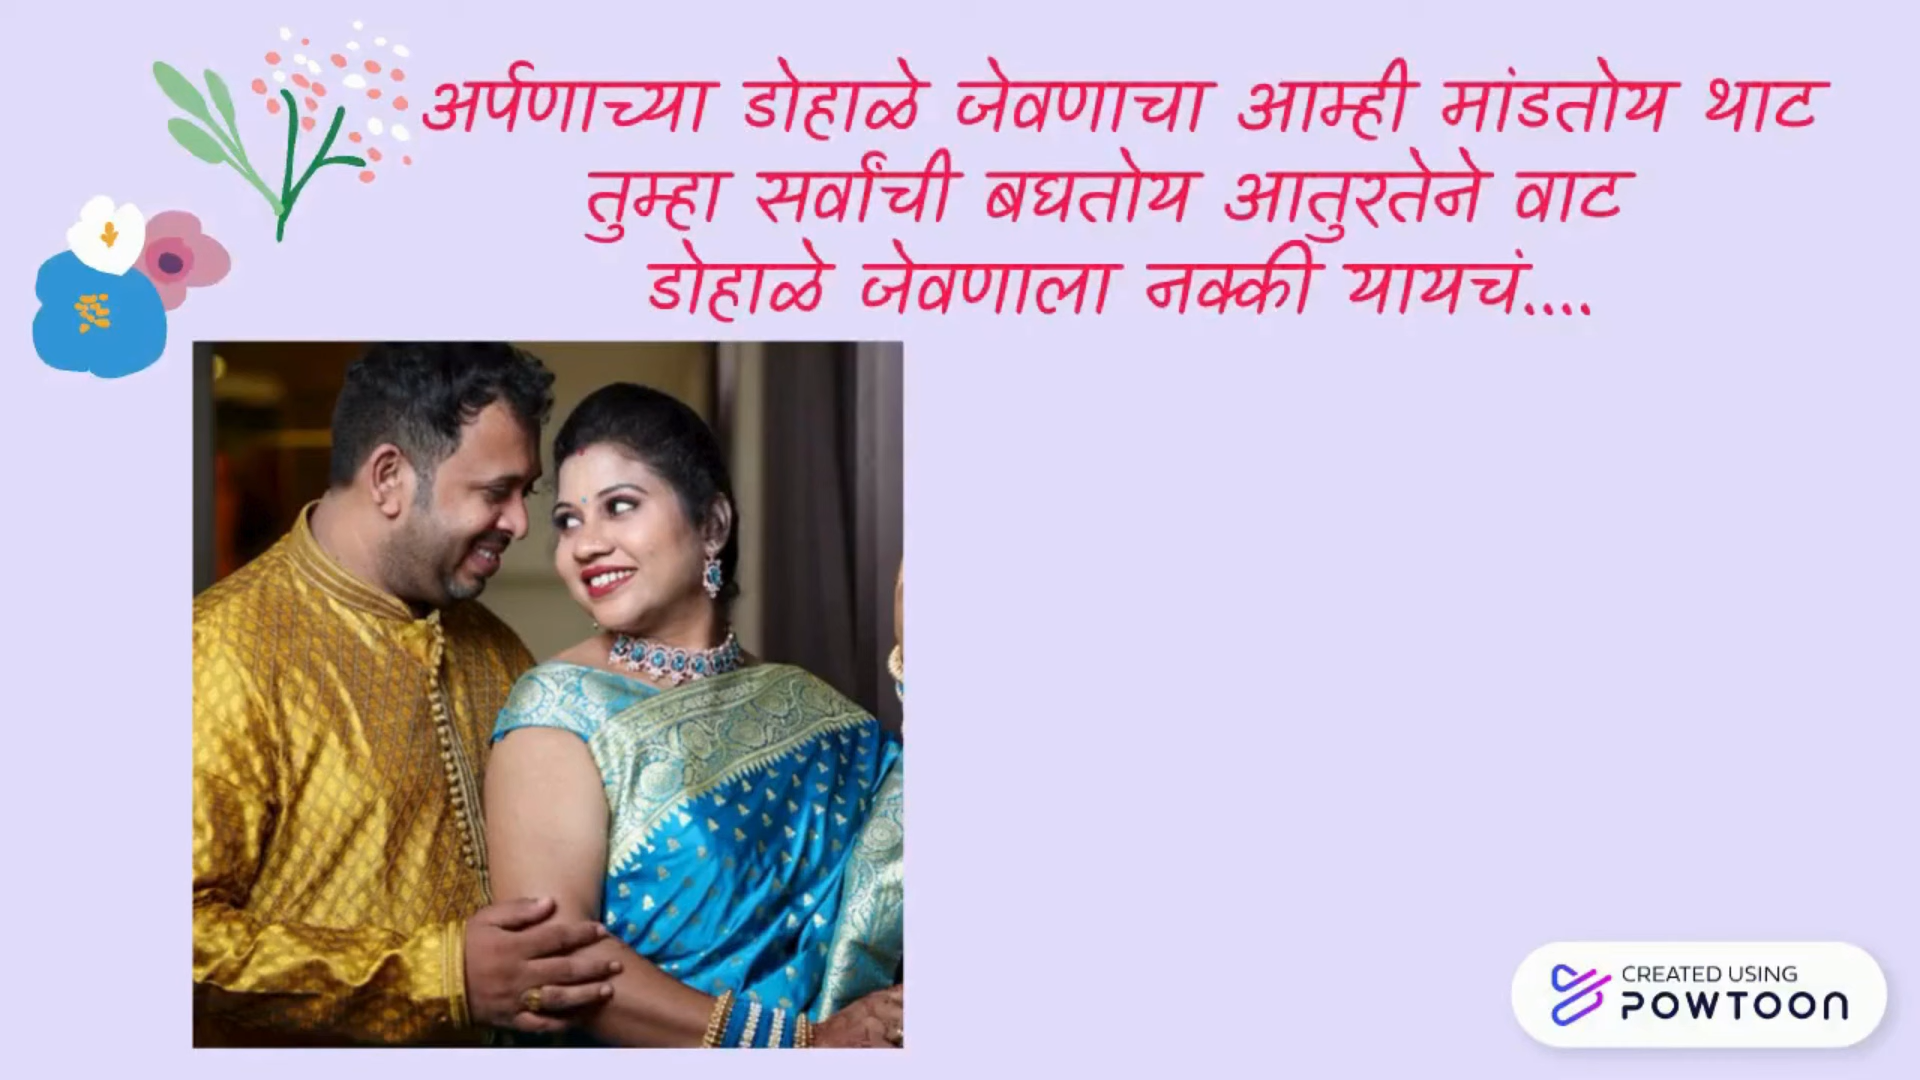 अर्पणाच्या डोहाळे जेवणाचा आम्ही मांडतोय थाट
तुम्हा सर्वांची बघतोय आतुरतेने वाट
डोहाळे जेवणाला नक्की यायचं....
CREATED USING
POWTOON